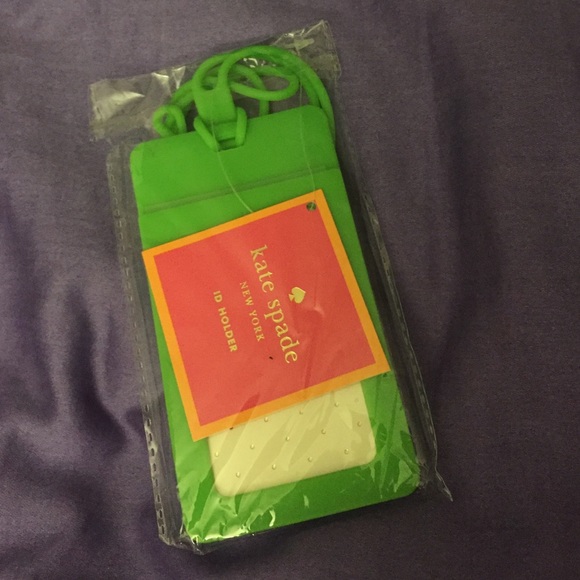 kate spade
NEW YORK
ID HOLDER